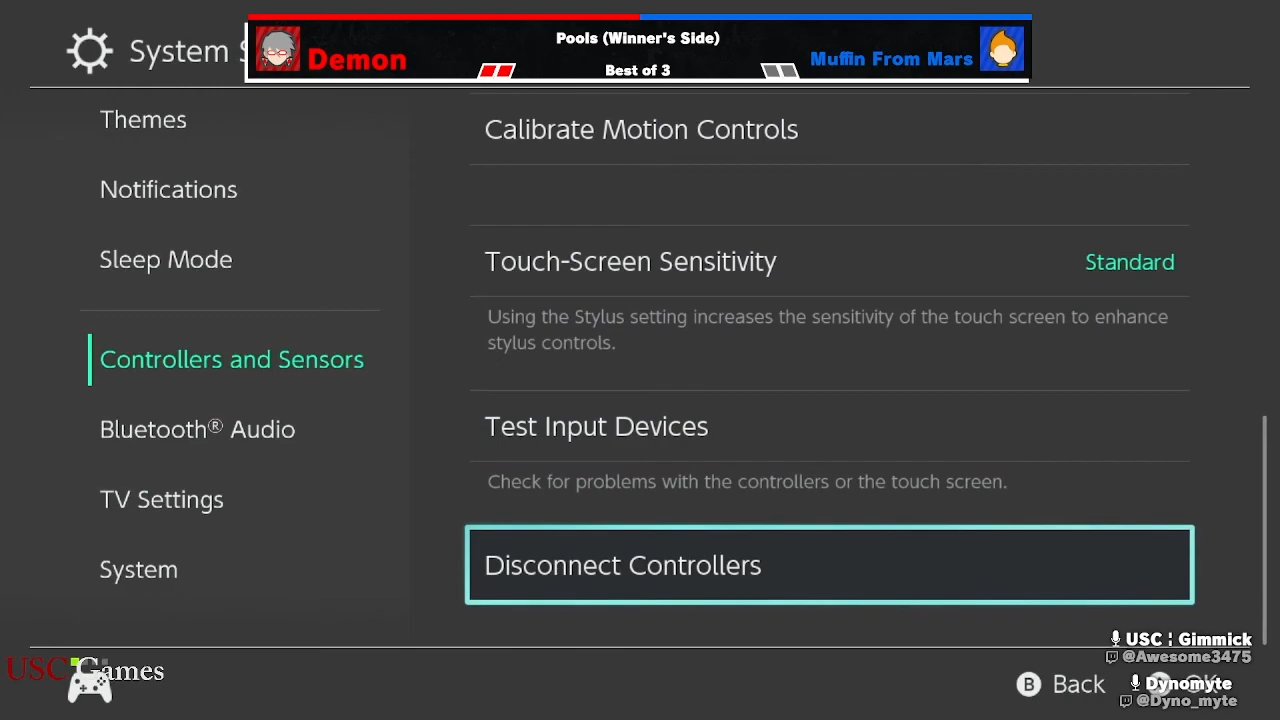 System S
Demon
Pools (Winner's Side)
Best of 3
Muffin From Mars
Themes
Notifications
Sleep Mode
Controllers and Sensors
Bluetooth® Audio
TV Settings
System
Calibrate Motion Controls
Touch-Screen Sensitivity
Standard
Using the Stylus setting increases the sensitivity of the touch screen to enhance
stylus controls.
Test Input Devices
Check for problems with the controllers or the touch screen.
Disconnect Controllers
USC Games
B Back
USC ¦ Gimmick
@Awesome3475
Dynomyte
@Dyno_myte